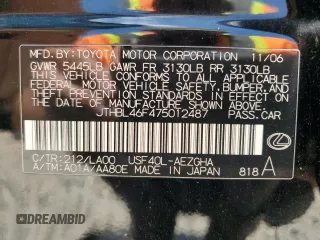 MFD.BY:TOYOTA MOTOR CORPORATION 11/06
GVWR 5445LB GAWR FR 3130LB RR 3130LB
THIS VEHICLE CONFORMS TO ALL APPLICABLE
FEDERAL MOTOR VEHICLE SAFETY, BUMPER, AND
THEFT PREVENTION STANDARDS IN EFFECT ON
THE DATE OF MANUFACTURE SHOWN ABOVE.
JTHBL46F475012487 PASS.CAR
C/TR:212/LA00 USF40L-AEZGHA
A/TM:A01A/AA80E MADE IN JAPAN 818 A